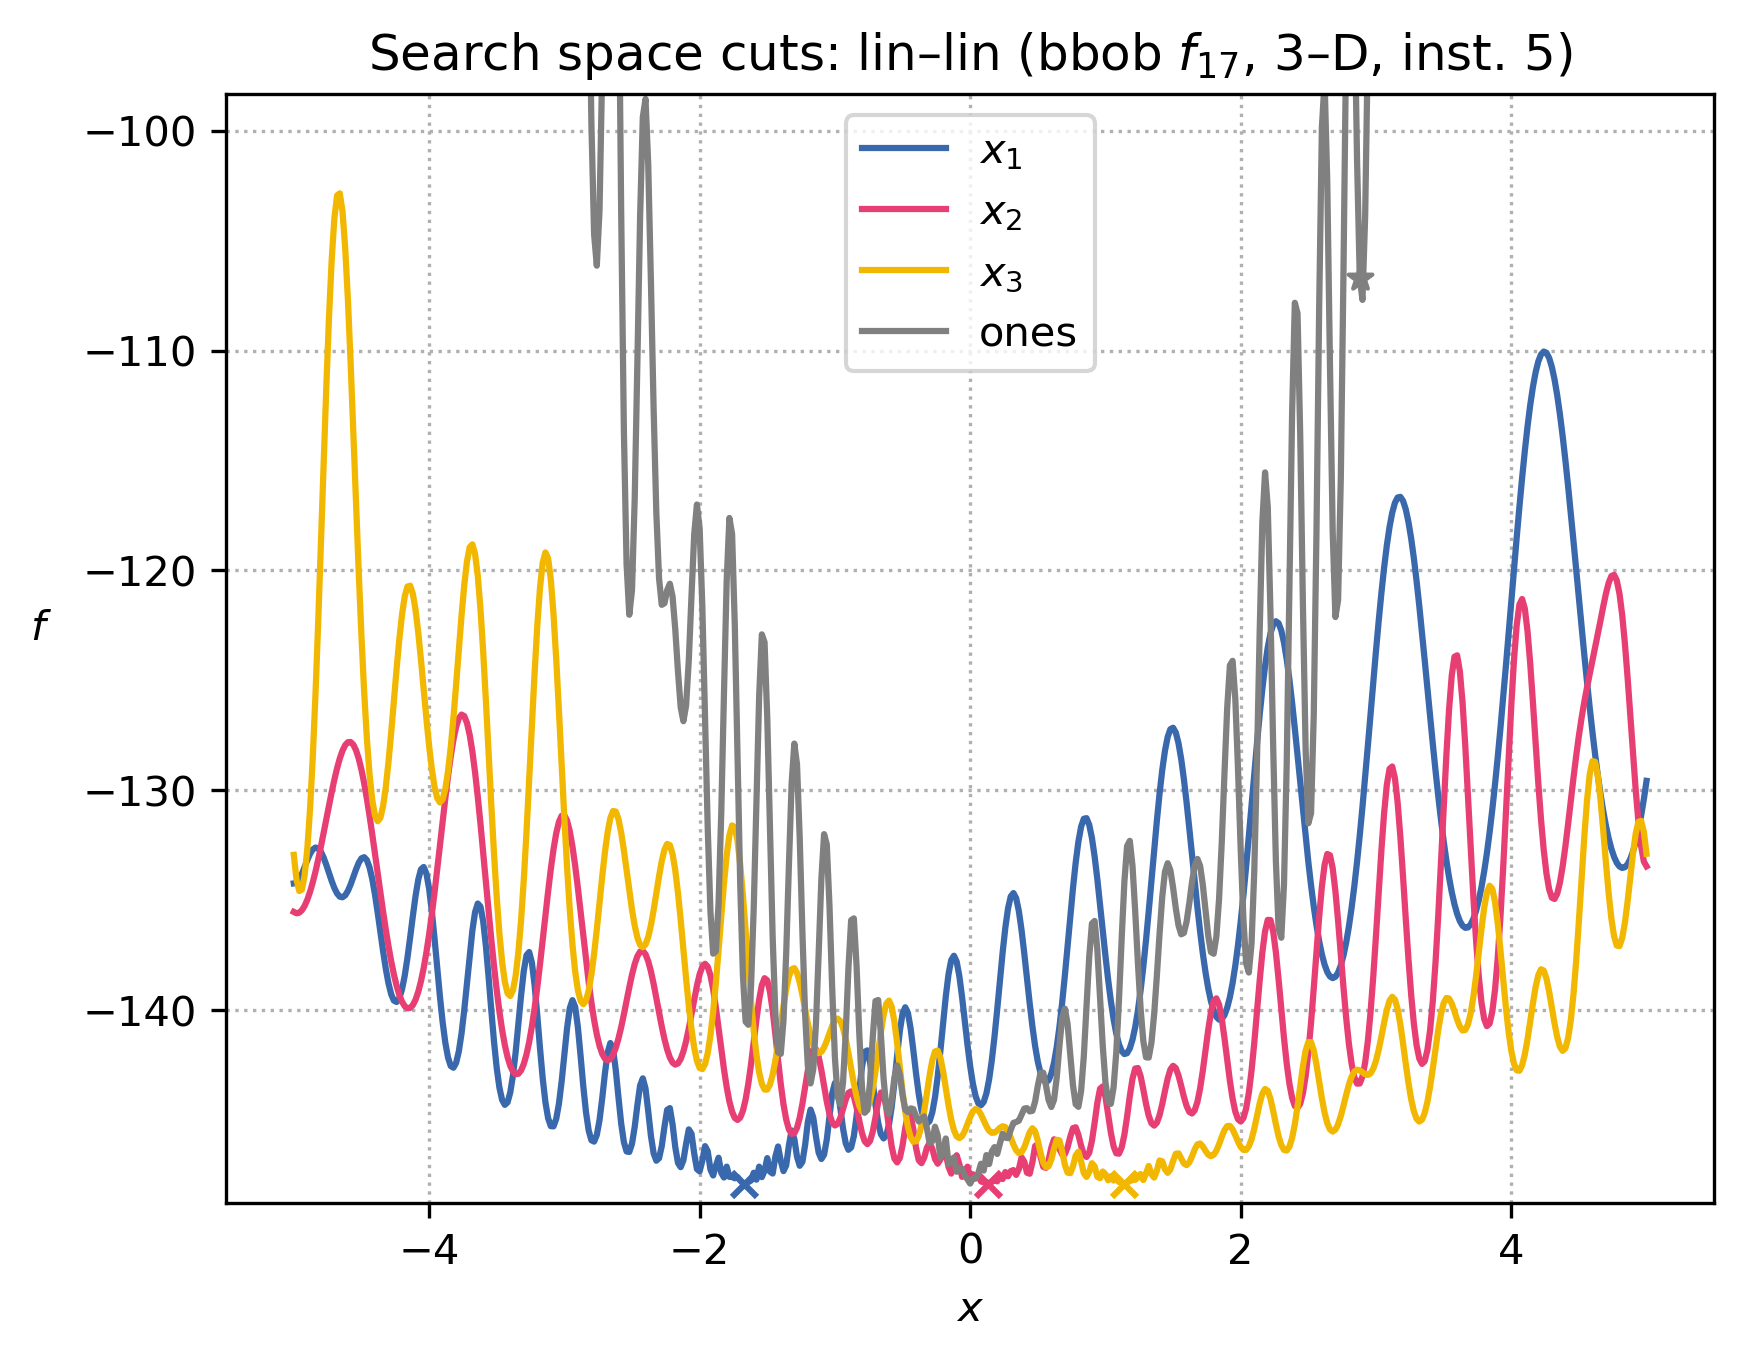 Search space cuts: lin–lin (bbob f₁₇, 3–D, inst. 5)
−100
−110
−120
−130
−140
f
x₁
x₂
x₃
ones
−4
−2
0
2
4
x